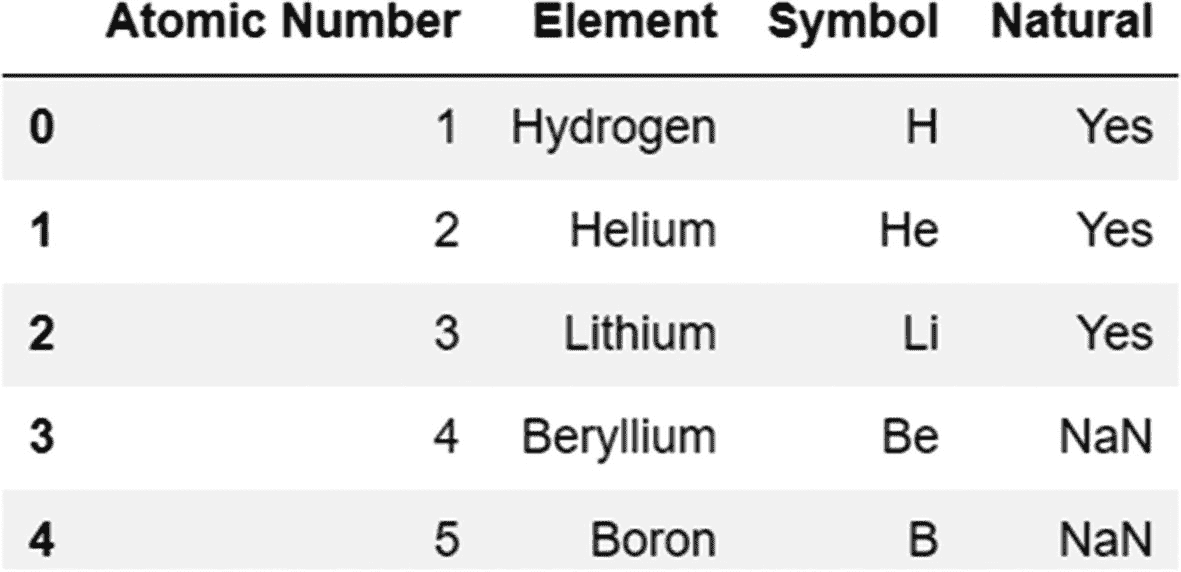 Atomic Number Element Symbol Natural
0 1 Hydrogen H Yes
1 2 Helium He Yes
2 3 Lithium Li Yes
3 4 Beryllium Be NaN
4 5 Boron B NaN